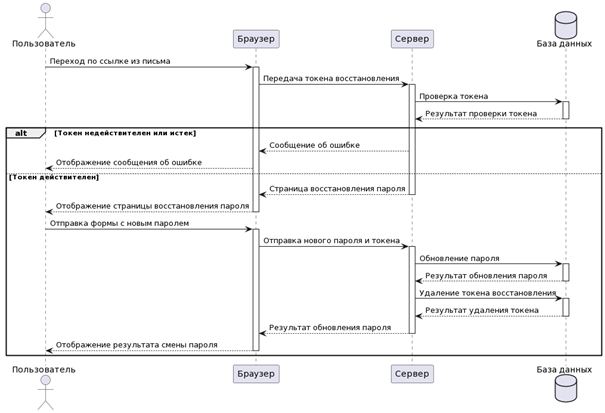 Пользователь
Браузер
Сервер
База данных
Переход по ссылке из письма
Передача токена восстановления
Проверка токена
Результат проверки токена
alt
[Токен недействителен или истек]
Сообщение об ошибке
Отображение сообщения об ошибке
[Токен действителен]
Страница восстановления пароля
Отображение страницы восстановления пароля
Отправка формы с новым паролем
Отправка нового пароля и токена
Обновление пароля
Результат обновления пароля
Удаление токена восстановления
Результат удаления токена
Результат обновления пароля
Отображение результата смены пароля
Пользователь
Браузер
Сервер
База данных